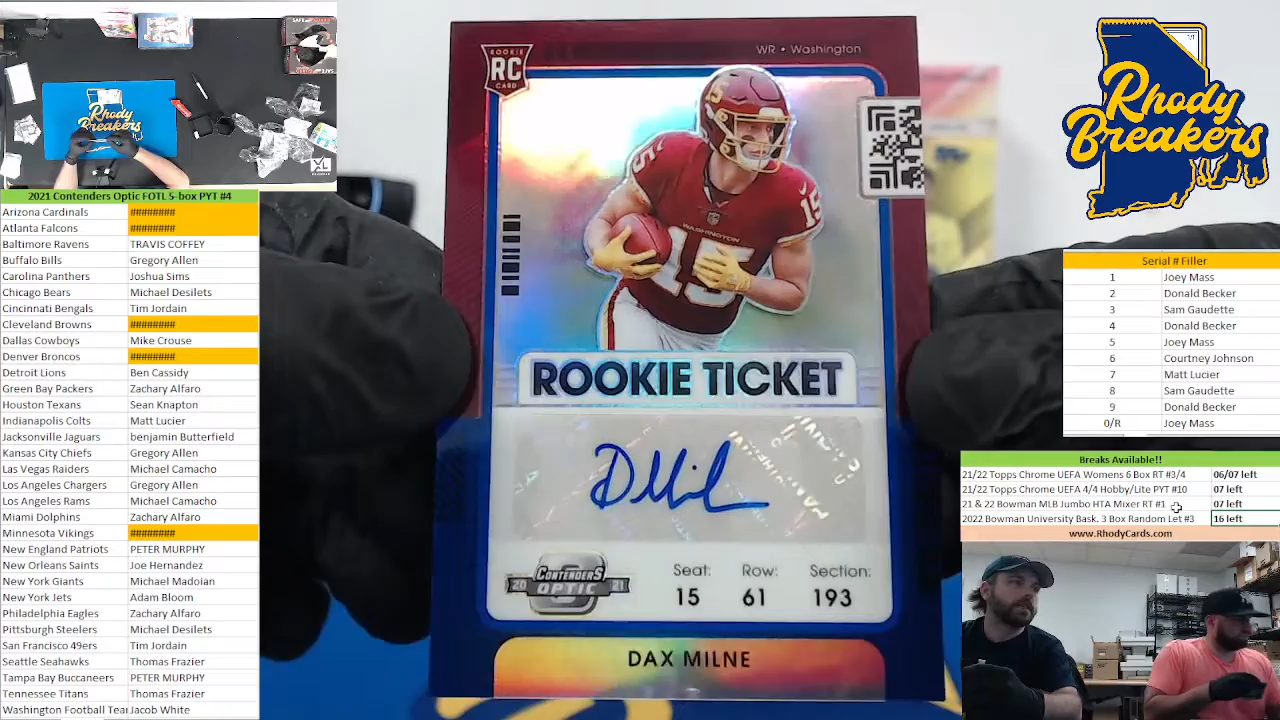 2021 Contenders Optic FOTL 5-box PYT #4
Arizona Cardinals ########
Atlanta Falcons ########
Baltimore Ravens TRAVIS COFFEY
Buffalo Bills Gregory Allen
Carolina Panthers Joshua Sims
Chicago Bears Michael Desilets
Cincinnati Bengals Tim Jordain
Cleveland Browns ########
Dallas Cowboys Mike Crouse
Denver Broncos ########
Detroit Lions Ben Cassidy
Green Bay Packers Zachary Alfaro
Houston Texans Sean Knapton
Indianapolis Colts Matt Lucier
Jacksonville Jaguars benjamin Butterfield
Kansas City Chiefs Gregory Allen
Las Vegas Raiders Michael Camacho
Los Angeles Chargers Gregory Allen
Los Angeles Rams Michael Camacho
Miami Dolphins Zachary Alfaro
Minnesota Vikings ########
New England Patriots PETER MURPHY
New Orleans Saints Joe Hernandez
New York Giants Michael Madoian
New York Jets Adam Bloom
Philadelphia Eagles Zachary Alfaro
Pittsburgh Steelers Michael Desilets
San Francisco 49ers Tim Jordain
Seattle Seahawks Thomas Frazier
Tampa Bay Buccaneers PETER MURPHY
Tennessee Titans Thomas Frazier
Washington Football Tea Jacob White
Rhody
Breakers
ROOKIE
RC
CARD
WR • Washington
15
WASHINGTON
15
ROOKIE TICKET
D Miln
20 CONTENDERS 21
OPTIC
Seat: Row: Section:
15 61 193
DAX MILNE
Rhody
Breakers
Serial # Filler
1 Joey Mass
2 Donald Becker
3 Sam Gaudette
4 Donald Becker
5 Joey Mass
6 Courtney Johnson
7 Matt Lucier
8 Sam Gaudette
9 Donald Becker
0/R Joey Mass
Breaks Available!!
21/22 Topps Chrome UEFA Womens 6 Box RT #3/4 06/07 left
21/22 Topps Chrome UEFA 4/4 Hobby/Lite PYT #10 07 left
21 & 22 Bowman MLB Jumbo HTA Mixer RT #1 07 left
2022 Bowman University Bask. 3 Box Random Let #3 16 left
www.RhodyCards.com